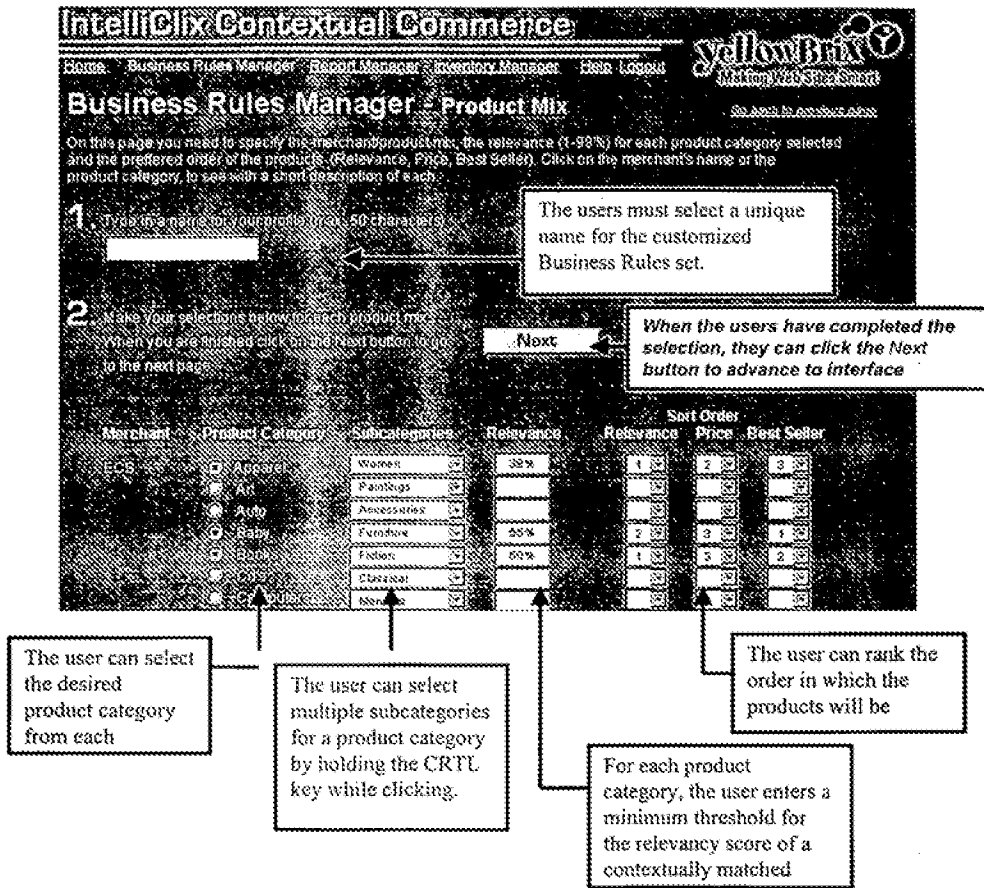 IntelliClix Contextual Commerce
yellowBrix
Making Web Sites Smart
Home Business Rules Manager Report Manager Inventory Manager Help Logout
Business Rules Manager - Product Mix
Go back to previous page
On this page you need to specify the merchant/product mix, the relevance (1-99%) for each product category selected
and the preffered order of the products. (Relevance, Price, Best Seller). Click on the merchant's name or the
product category, to see with a short description of each.
1. Type in a name for your profile (max 50 characters)
The users must select a unique
name for the customized
Business Rules set.
2. Make your selections below for each product mix.
When you are finished click on the Next button to go
to the next page
Next
When the users have completed the
selection, they can click the Next
button to advance to interface
Sort Order
Merchant Product Category Subcategories Relevance Relevance Price Best Seller
ECS Apparel Women 38% 1 2 3
Art Paintings
Auto Accessories
Baby Furniture 55% 2 3 1
Fiction 60% 1 3 2
Classical
Computer
The user can select
the desired
product category
from each
The user can select
multiple subcategories
for a product category
by holding the CRTL
key while clicking.
For each product
category, the user enters a
minimum threshold for
the relevancy score of a
contextually matched
The user can rank the
order in which the
products will be